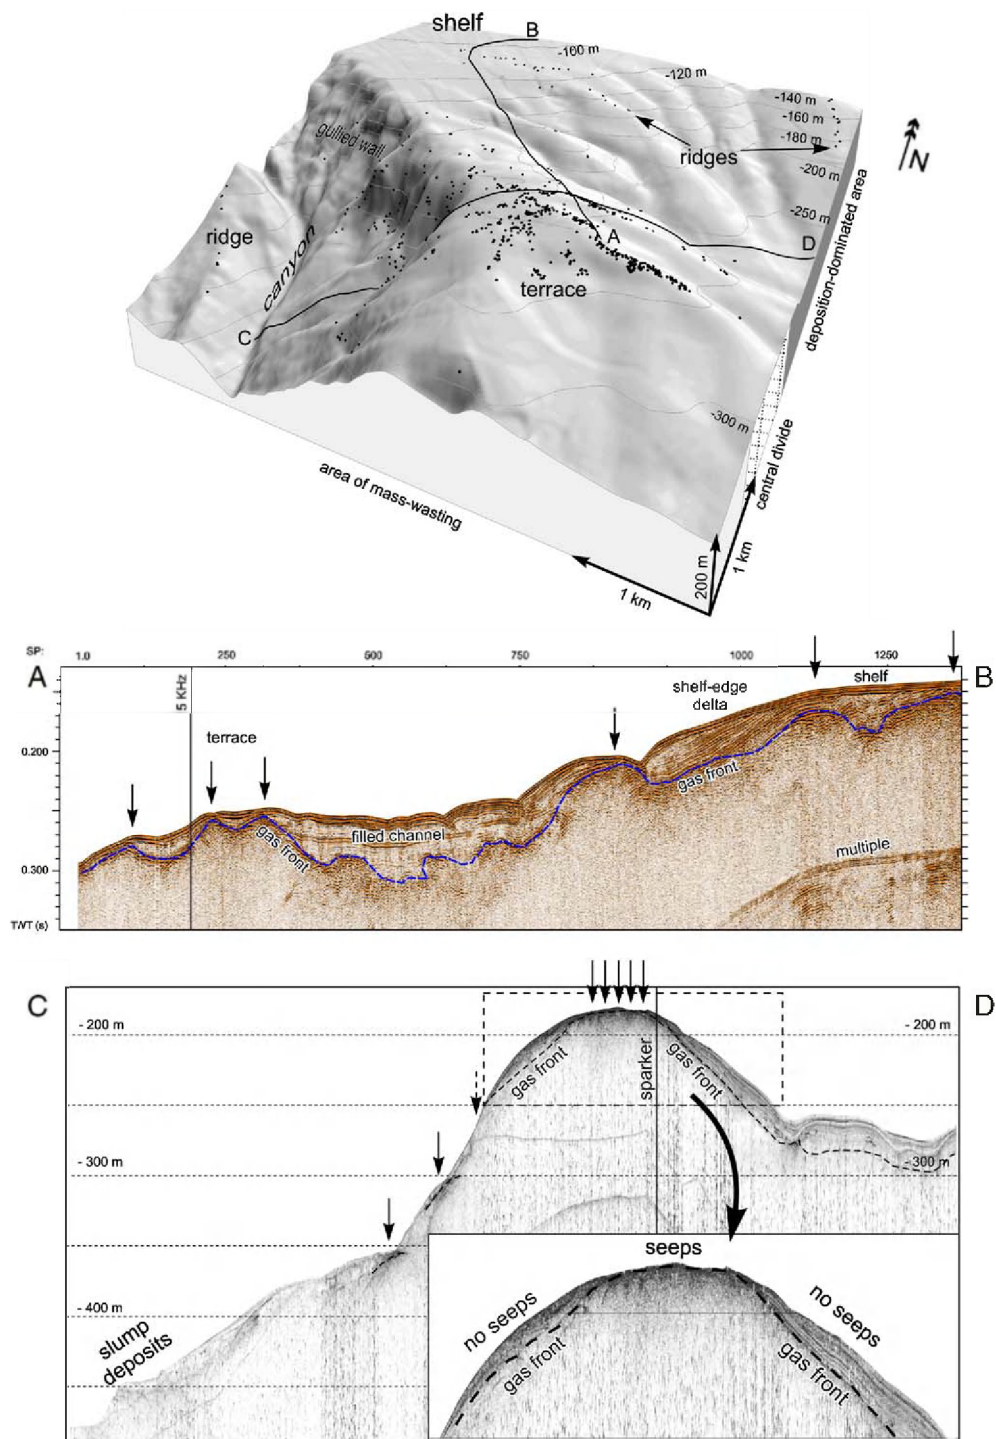 shelf
B
-160 m
-120 m
-140 m
-160 m
-180 m
-200 m
ridges
N
gullied wall
ridge
canyon
-250 m
A
D
terrace
C
deposition-dominated area
-300 m
central divide
area of mass-wasting
200 m
1 km
1 km
SP:
1.0
250
500
750
1000
1250
A
B
5 KHz
shelf
shelf-edge
delta
terrace
0.200
gas front
gas front
filled channel
multiple
0.300
TWT (s)
C
D
- 200 m
- 200 m
gas front
sparker
gas front
- 300 m
- 300 m
seeps
no seeps
no seeps
- 400 m
gas front
gas front
slump
deposits